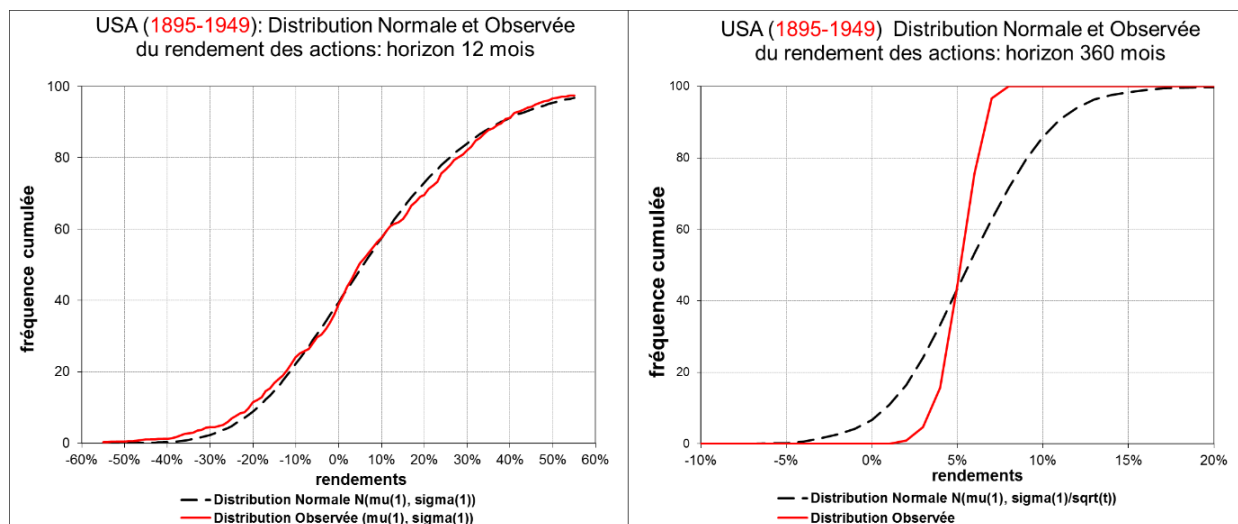 USA (1895-1949): Distribution Normale et Observée
du rendement des actions: horizon 12 mois
fréquence cumulée
100
80
60
40
20
0
-60% -50% -40% -30% -20% -10% 0% 10% 20% 30% 40% 50% 60%
rendements
Distribution Normale N(mu(1), sigma(1))
Distribution Observée (mu(1), sigma(1))
USA (1895-1949) Distribution Normale et Observée
du rendement des actions: horizon 360 mois
fréquence cumulée
100
80
60
40
20
0
-10% -5% 0% 5% 10% 15% 20%
rendements
Distribution Normale N(mu(1), sigma(1)/sqrt(t))
Distribution Observée